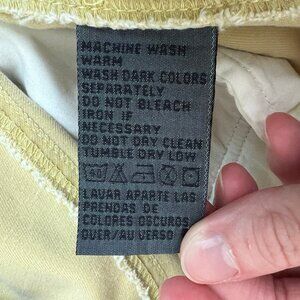 MACHINE WASH
WARM
WASH DARK COLORS
SEPARATELY
DO NOT BLEACH
IRON IF
NECESSARY
DO NOT DRY CLEAN
TUMBLE DRY LOW
LAVAR APARTE LAS
PRENDAS DE
COLORES OSCUROS
OVER/AU VERSO